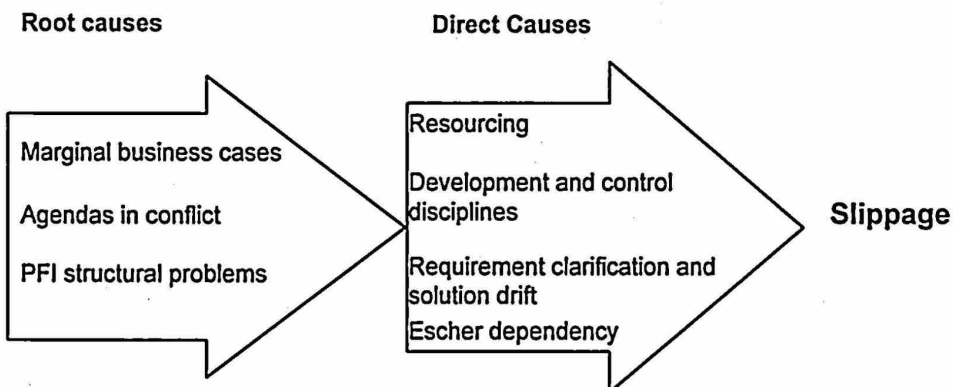 Root causes
Direct Causes
Marginal business cases
Agendas in conflict
PFI structural problems
Resourcing
Development and control
disciplines
Requirement clarification and
solution drift
Escher dependency
Slippage